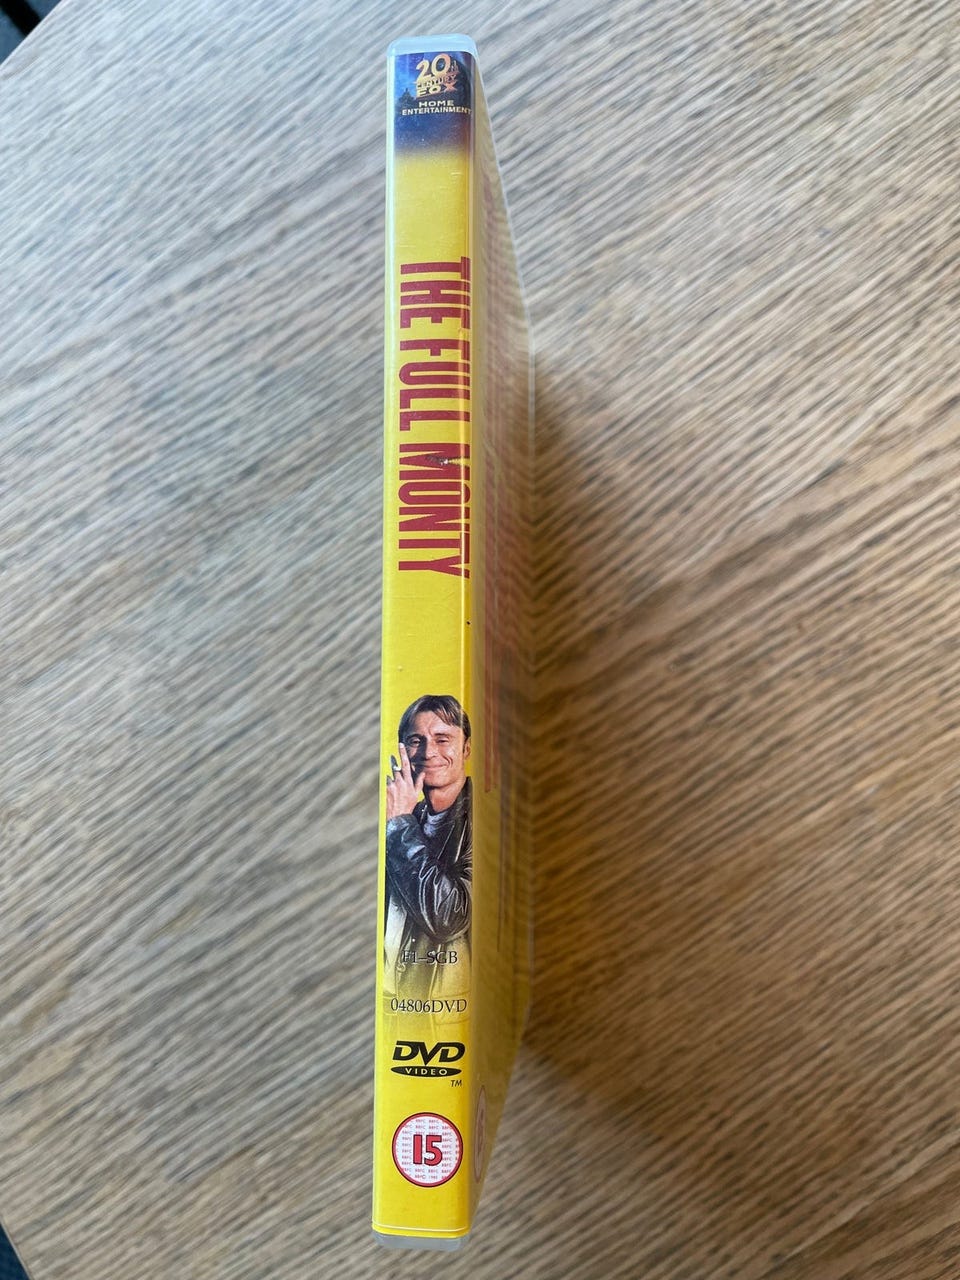 20th
CENTURY
FOX
HOME
ENTERTAINMENT
THE FULL MONTY
F1–SGB
04806DVD
DVD
VIDEO
TM
15